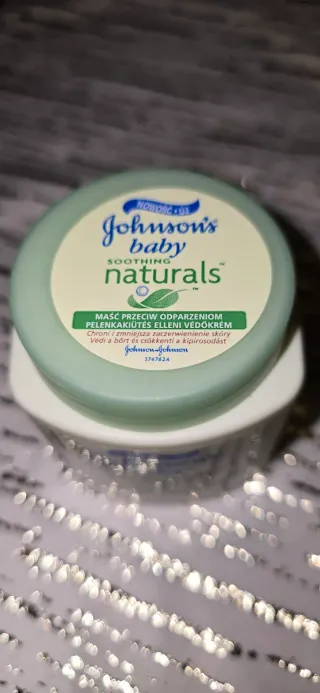 NOWOŚĆ • ÚJ
Johnson's
baby
SOOTHING
naturals™
MAŚĆ PRZECIW ODPARZENIOM
PELENKAKIÜTÉS ELLENI VÉDŐKRÉM
Chroni i zmniejsza zaczerwienienie skóry
Védi a bőrt és csökkenti a kipirosodást
Johnson & Johnson